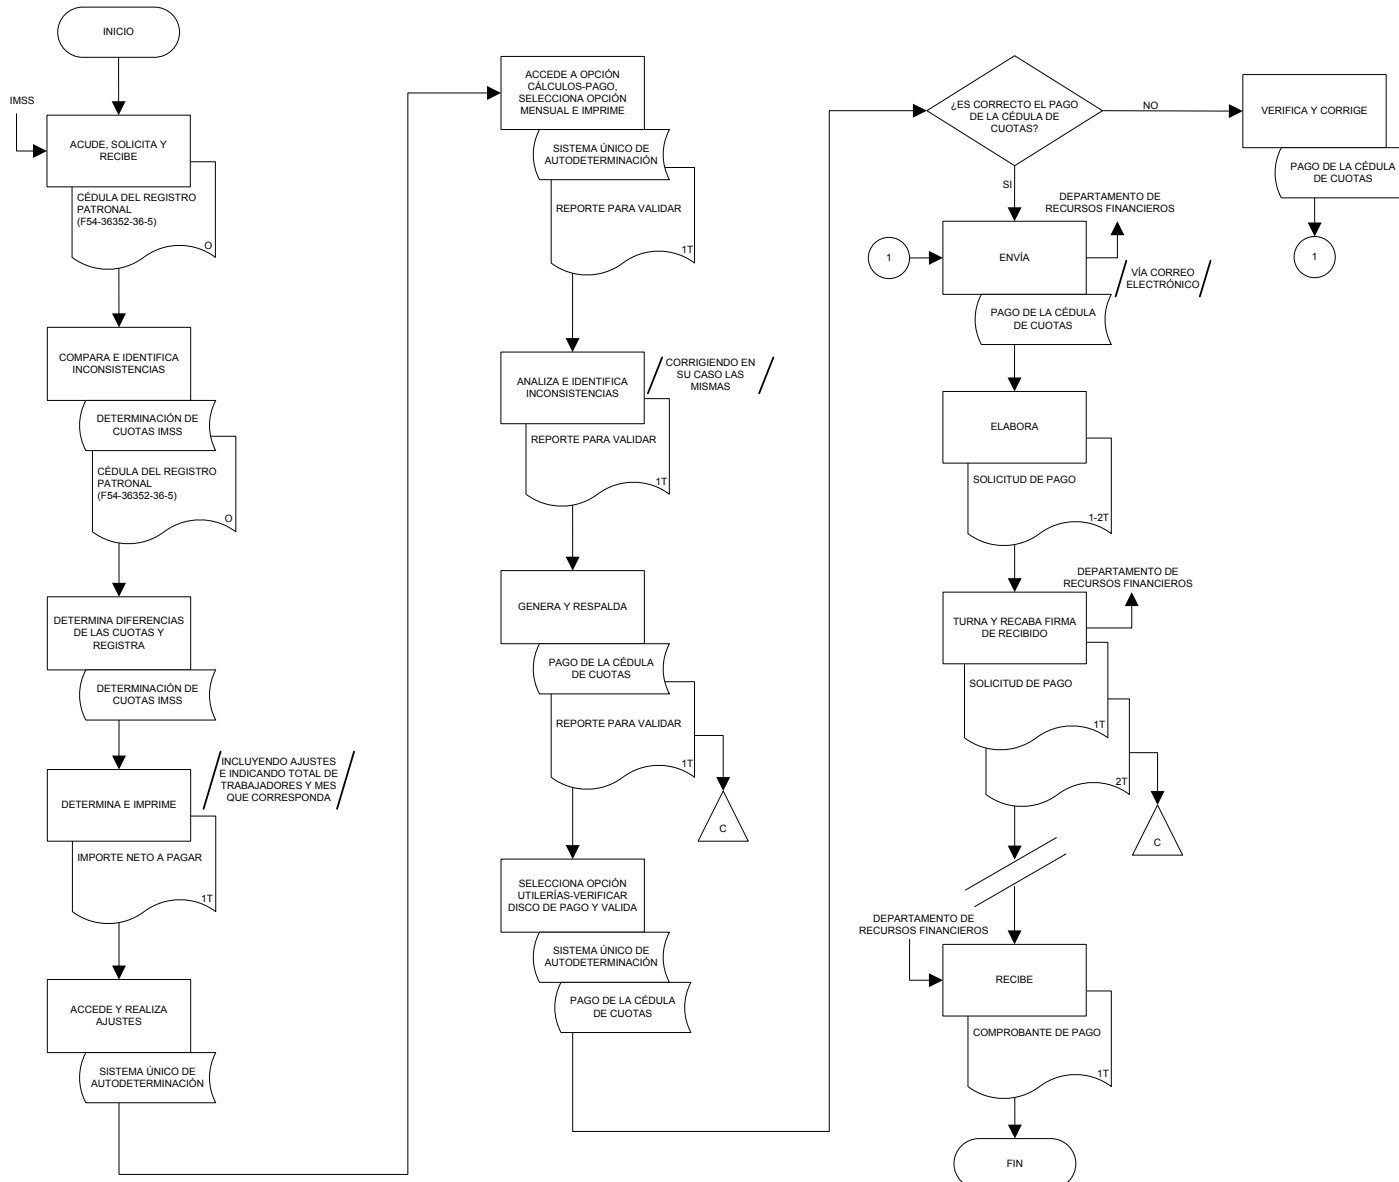 INICIO
IMSS
ACUDE, SOLICITA Y
RECIBE
CÉDULA DEL REGISTRO
PATRONAL
(F54-36352-36-5)
O
COMPARA E IDENTIFICA
INCONSISTENCIAS
DETERMINACIÓN DE
CUOTAS IMSS
CÉDULA DEL REGISTRO
PATRONAL
(F54-36352-36-5)
O
DETERMINA DIFERENCIAS
DE LAS CUOTAS Y
REGISTRA
DETERMINACIÓN DE
CUOTAS IMSS
INCLUYENDO AJUSTES
E INDICANDO TOTAL DE
TRABAJADORES Y MES
QUE CORRESPONDA
DETERMINA E IMPRIME
IMPORTE NETO A PAGAR
1T
ACCEDE Y REALIZA
AJUSTES
SISTEMA ÚNICO DE
AUTODETERMINACIÓN
ACCEDE A OPCIÓN
CÁLCULOS-PAGO,
SELECCIONA OPCIÓN
MENSUAL E IMPRIME
SISTEMA ÚNICO DE
AUTODETERMINACIÓN
REPORTE PARA VALIDAR
1T
ANALIZA E IDENTIFICA
INCONSISTENCIAS
CORRIGIENDO EN
SU CASO LAS
MISMAS
REPORTE PARA VALIDAR
1T
GENERA Y RESPALDA
PAGO DE LA CÉDULA
DE CUOTAS
REPORTE PARA VALIDAR
1T
C
SELECCIONA OPCIÓN
UTILERÍAS-VERIFICAR
DISCO DE PAGO Y VALIDA
SISTEMA ÚNICO DE
AUTODETERMINACIÓN
PAGO DE LA CÉDULA
DE CUOTAS
¿ES CORRECTO EL PAGO
DE LA CÉDULA DE
CUOTAS?
NO
VERIFICA Y CORRIGE
PAGO DE LA CÉDULA
DE CUOTAS
1
SI
DEPARTAMENTO DE
RECURSOS FINANCIEROS
1
ENVÍA
VÍA CORREO
ELECTRÓNICO
PAGO DE LA CÉDULA
DE CUOTAS
ELABORA
SOLICITUD DE PAGO
1-2T
DEPARTAMENTO DE
RECURSOS FINANCIEROS
TURNA Y RECABA FIRMA
DE RECIBIDO
SOLICITUD DE PAGO
1T
2T
C
DEPARTAMENTO DE
RECURSOS FINANCIEROS
RECIBE
COMPROBANTE DE PAGO
1T
FIN